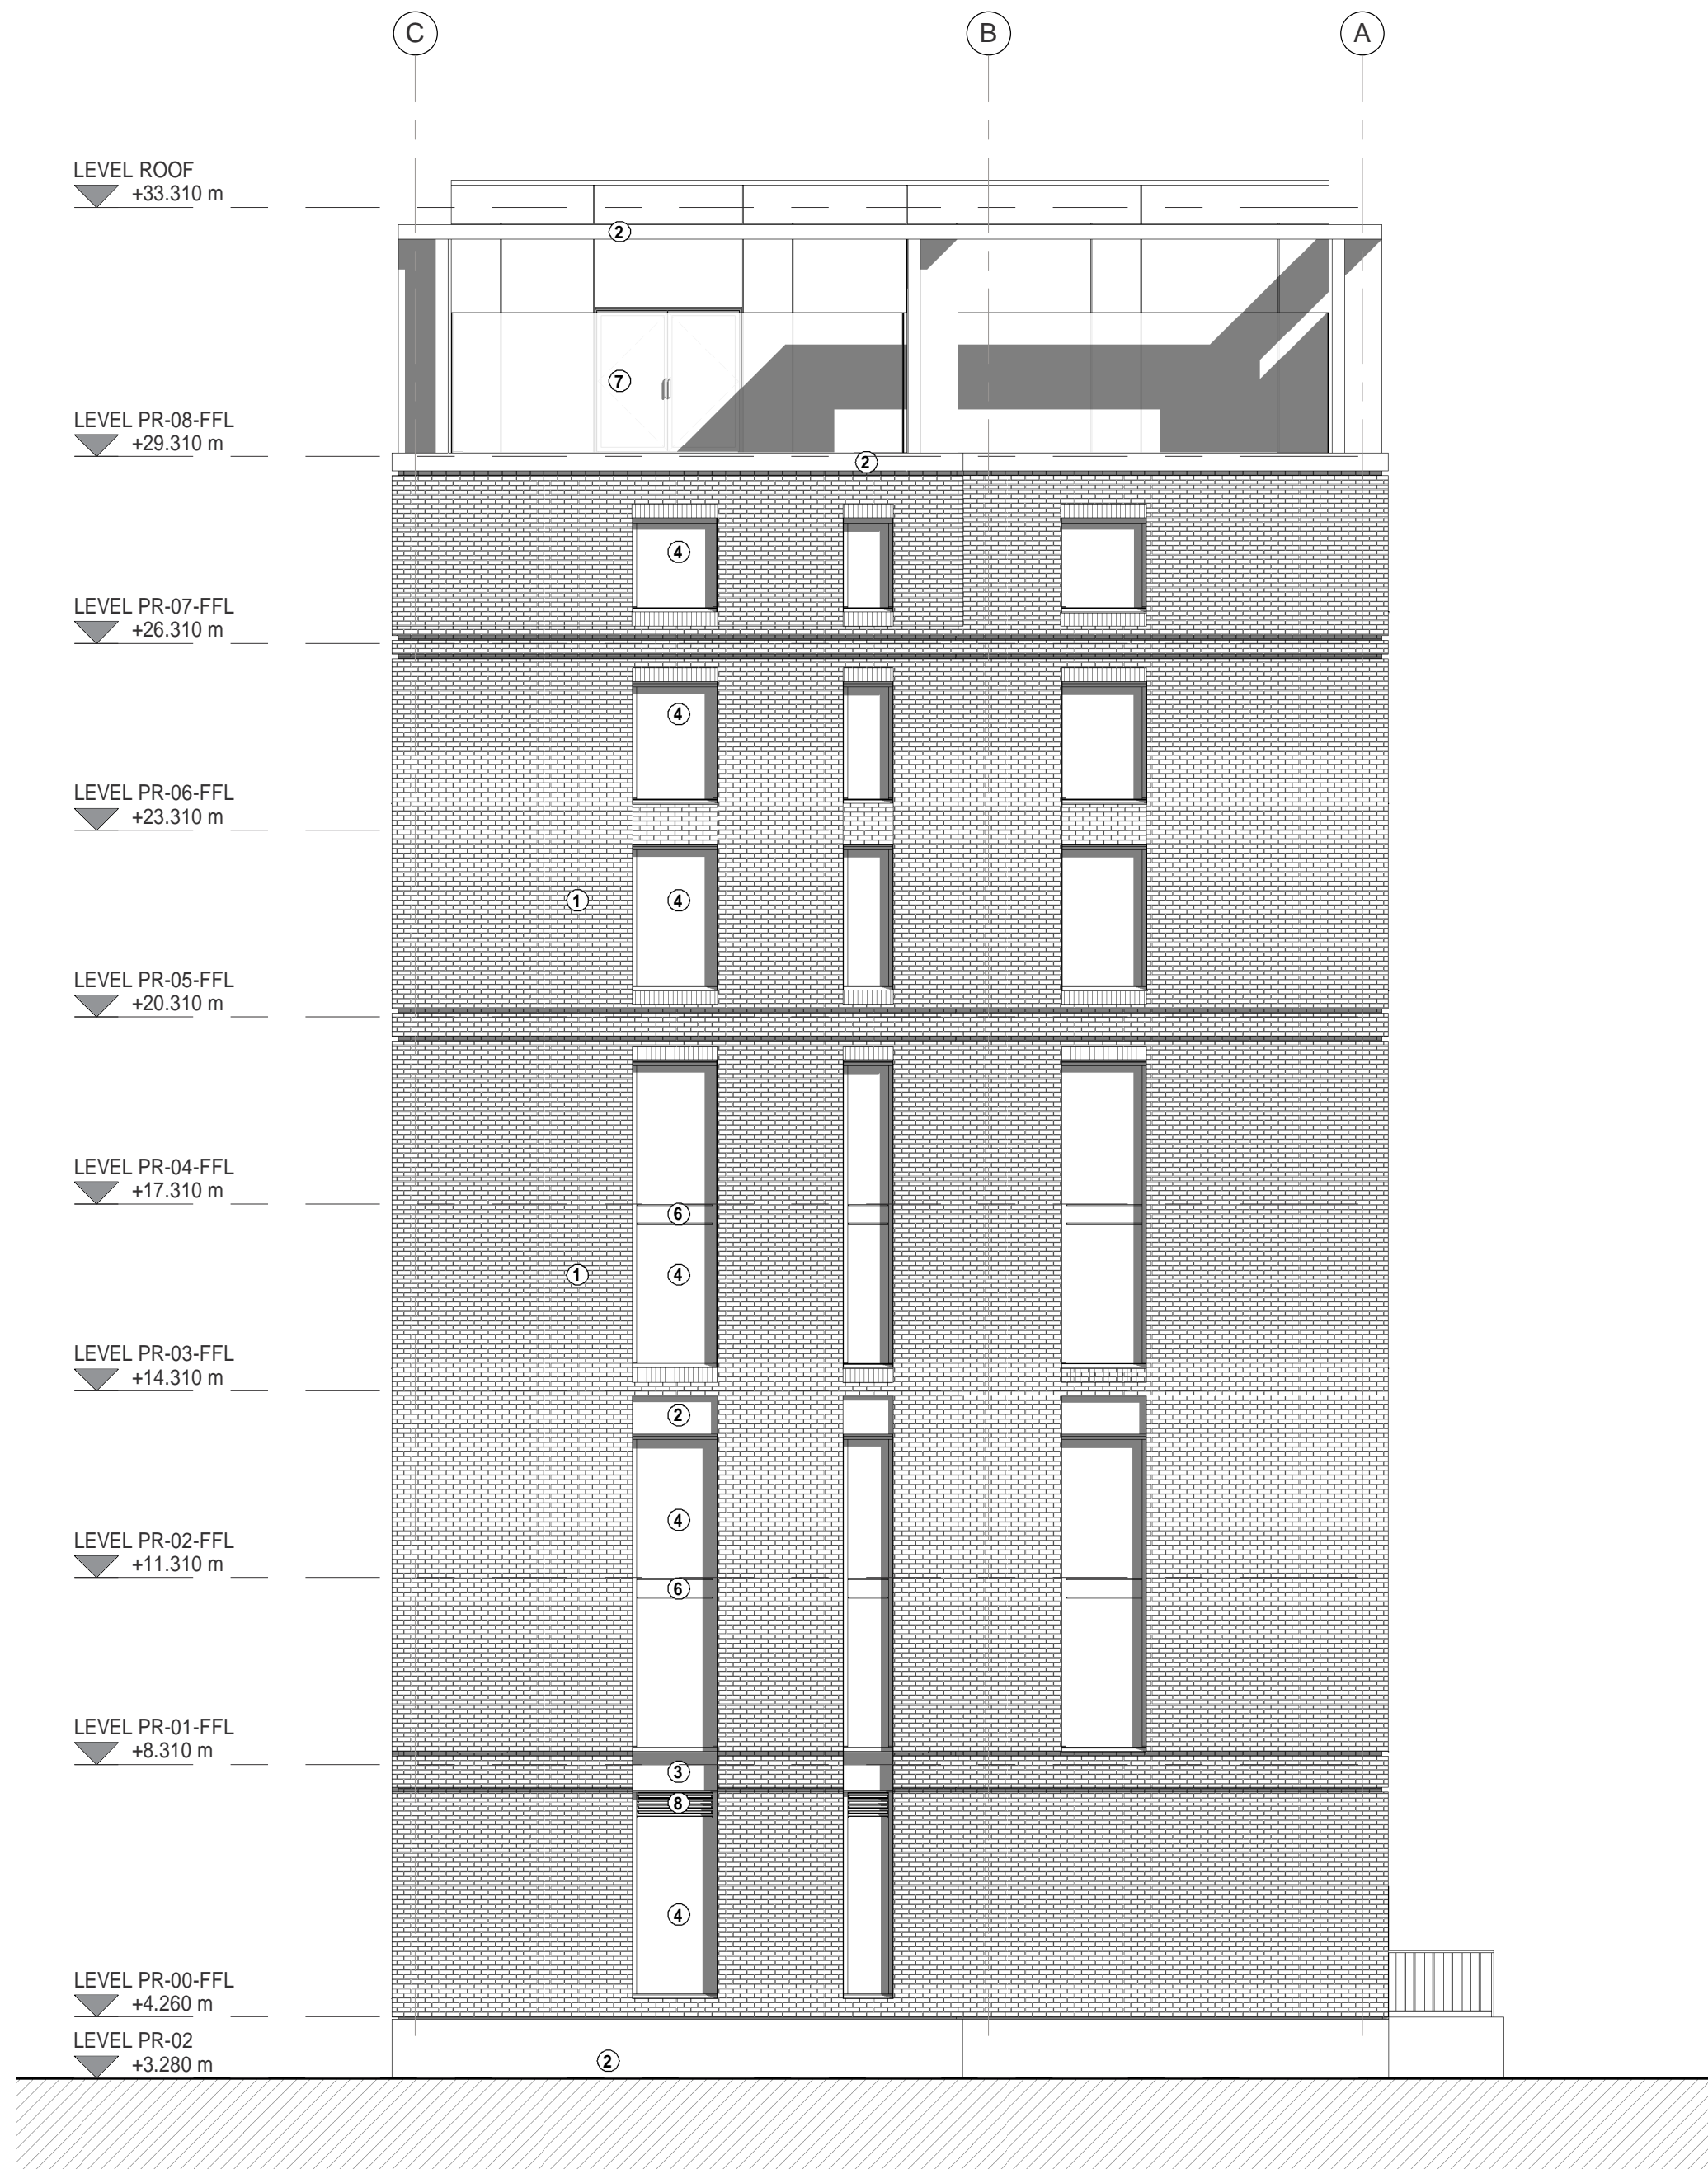 C B A
LEVEL ROOF
+33.310 m
2
7
LEVEL PR-08-FFL
+29.310 m
2
4
LEVEL PR-07-FFL
+26.310 m
4
LEVEL PR-06-FFL
+23.310 m
1 4
LEVEL PR-05-FFL
+20.310 m
LEVEL PR-04-FFL
+17.310 m
6
1 4
LEVEL PR-03-FFL
+14.310 m
2
4
LEVEL PR-02-FFL
+11.310 m
6
LEVEL PR-01-FFL
+8.310 m
3
8
4
LEVEL PR-00-FFL
+4.260 m
LEVEL PR-02
+3.280 m
2